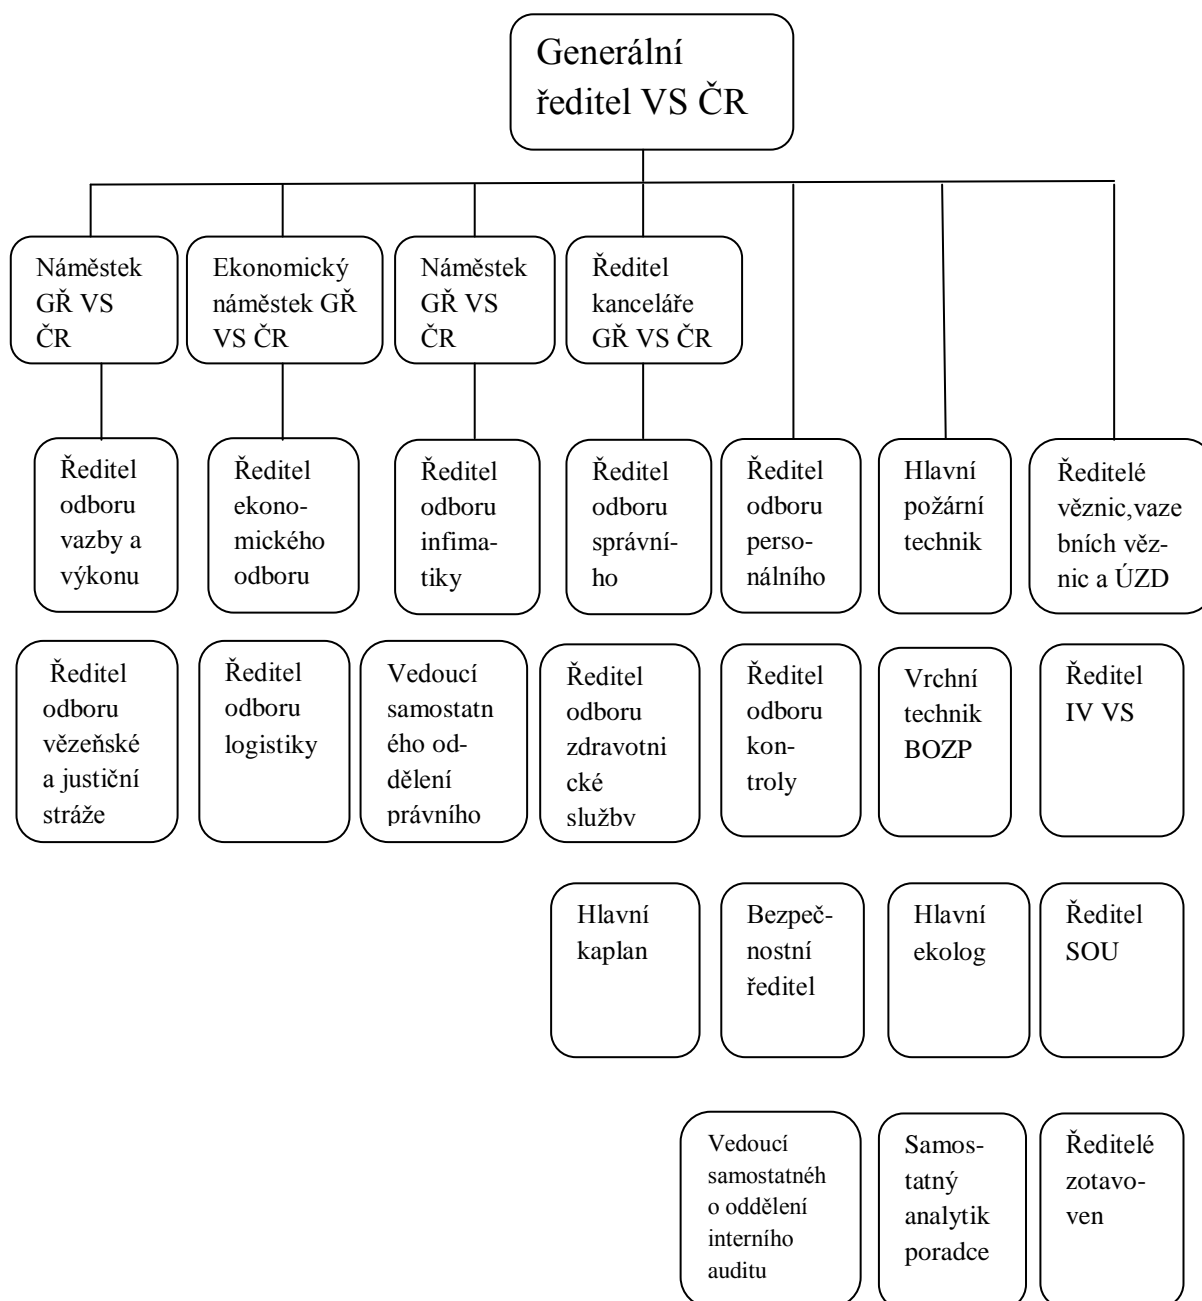 Generální
ředitel VS ČR
Náměstek
GŘ VS
ČR
Ekonomický
náměstek GŘ
VS ČR
Náměstek
GŘ VS
ČR
Ředitel
kanceláře
GŘ VS ČR
Ředitel
odboru
vazby a
výkonu
Ředitel
ekono-
mického
odboru
Ředitel
odboru
infima-
tiky
Ředitel
odboru
správní-
ho
Ředitel
odboru
perso-
nálního
Hlavní
požární
technik
Ředitelé
věznic,vaze
bních věz-
nic a ÚZD
Ředitel
odboru
vězeňské
a justiční
stráže
Ředitel
odboru
logistiky
Vedoucí
samostatn
ého od-
dělení
právního
Ředitel
odboru
zdravotni
cké
služby
Ředitel
odboru
kon-
troly
Vrchní
technik
BOZP
Ředitel
IV VS
Hlavní
kaplan
Bezpeč-
nostní
ředitel
Hlavní
ekolog
Ředitel
SOU
Vedoucí
samostatnéh
o oddělení
interního
auditu
Samos-
tatný
analytik
poradce
Ředitelé
zotavo-
ven